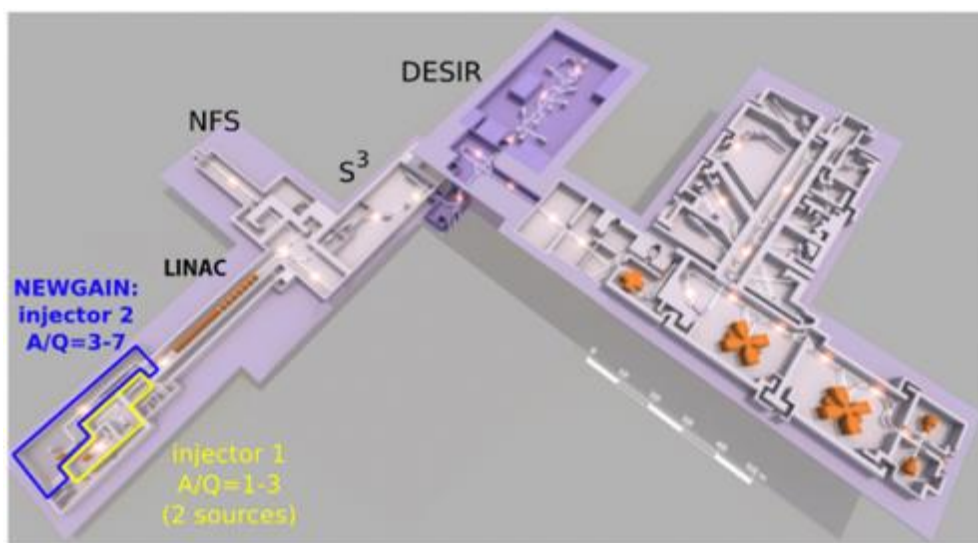 DESIR
NFS
S³
LINAC
NEWGAIN:
injector 2
A/Q=3-7
injector 1
A/Q=1-3
(2 sources)